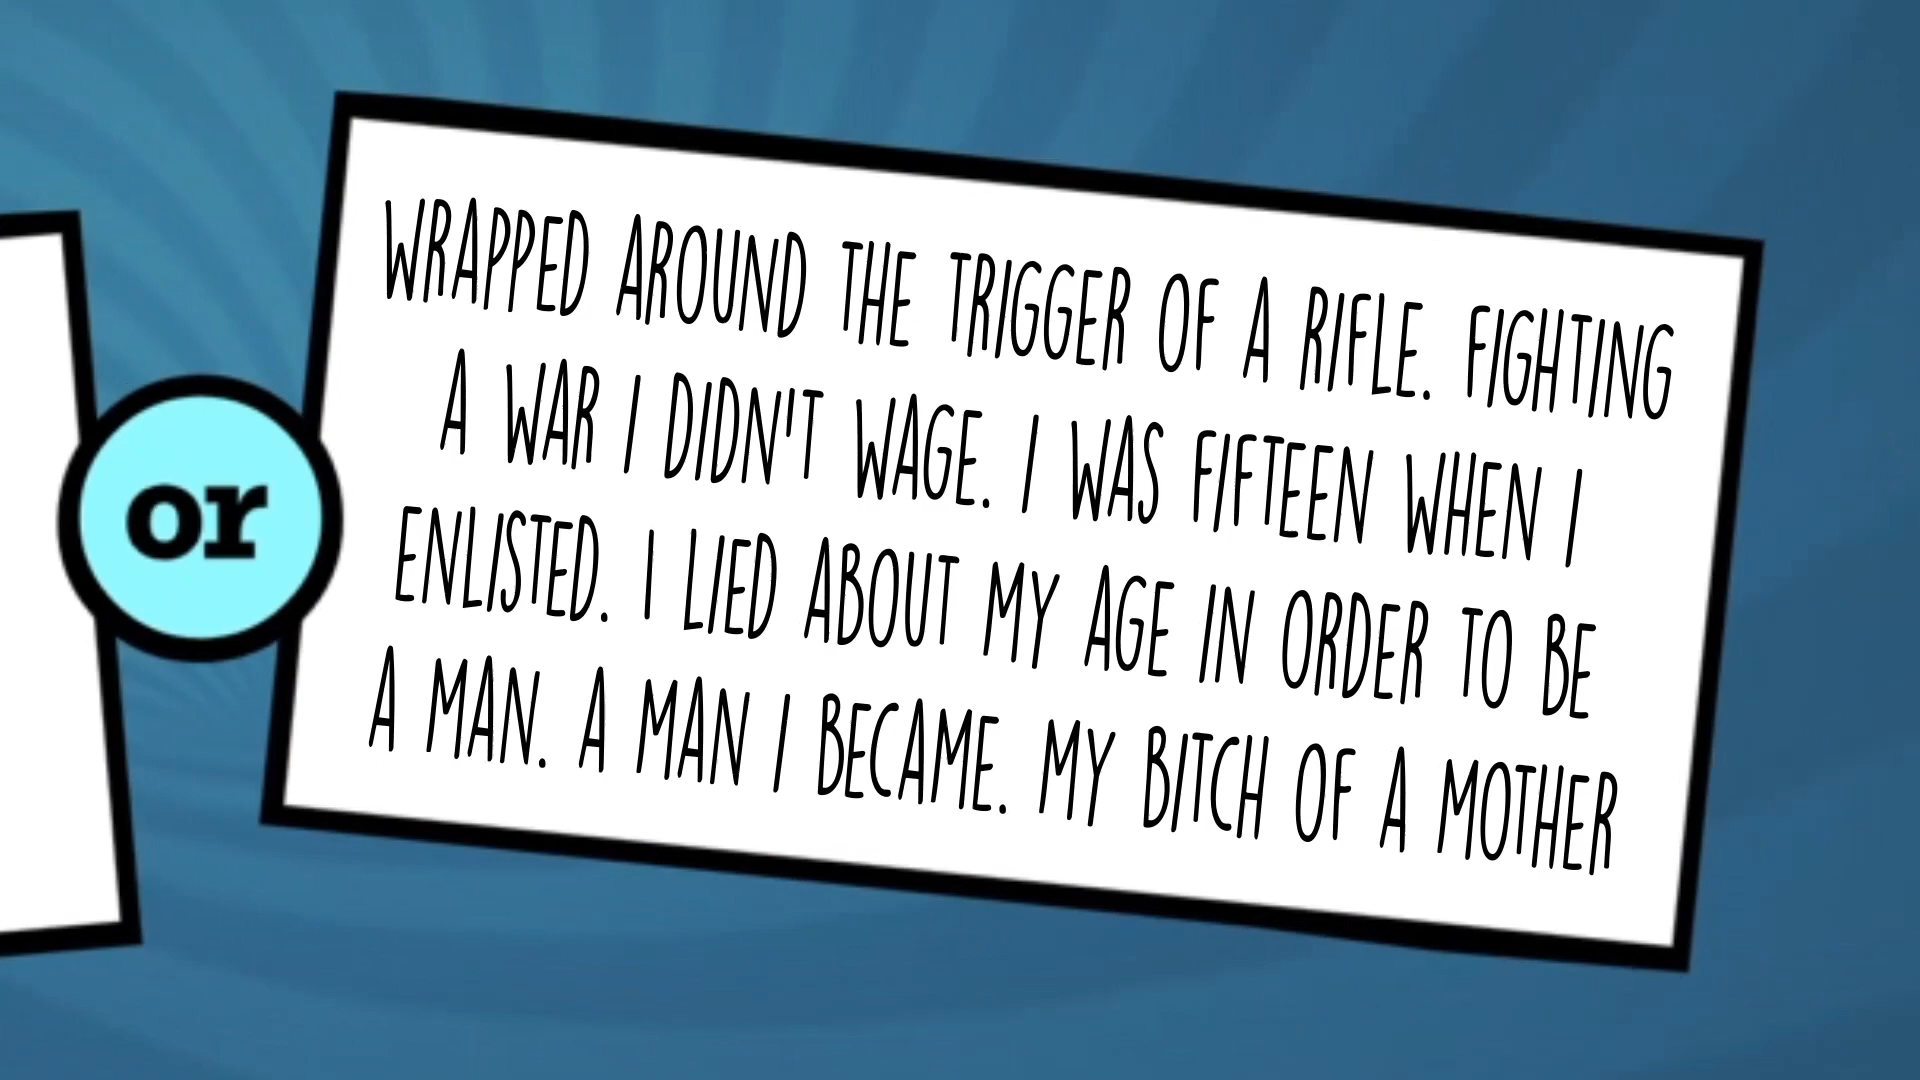 or
WRAPPED AROUND THE TRIGGER OF A RIFLE. FIGHTING
A WAR I DIDN'T WAGE. I WAS FIFTEEN WHEN I
ENLISTED. I LIED ABOUT MY AGE IN ORDER TO BE
A MAN. A MAN I BECAME. MY BITCH OF A MOTHER